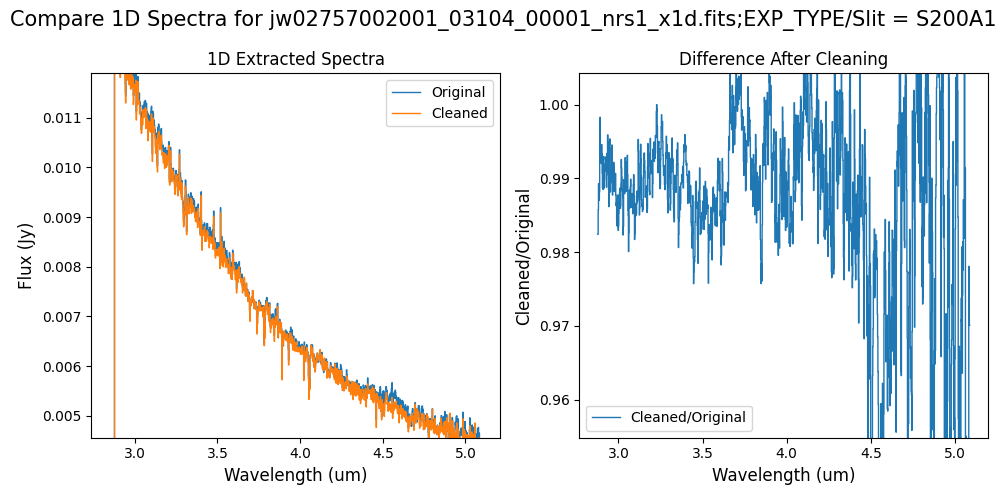 Compare 1D Spectra for jw02757002001_03104_00001_nrs1_x1d.fits;EXP_TYPE/Slit = S200A1
1D Extracted Spectra
Original
Cleaned
Flux (Jy)
0.011
0.010
0.009
0.008
0.007
0.006
0.005
3.0 3.5 4.0 4.5 5.0
Wavelength (um)
Difference After Cleaning
Cleaned/Original
1.00
0.99
0.98
0.97
0.96
Cleaned/Original
3.0 3.5 4.0 4.5 5.0
Wavelength (um)